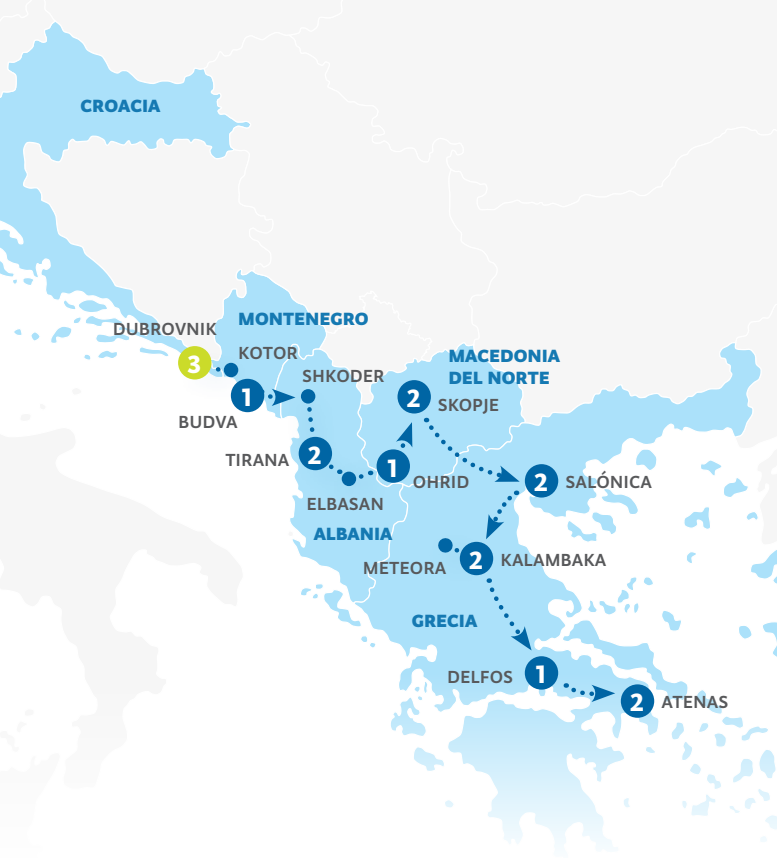 CROACIA
DUBROVNIK
MONTENEGRO
3
KOTOR
SHKODER
MACEDONIA
DEL NORTE
1
BUDVA
2
SKOPJE
TIRANA
2
1
OHRID
ELBASAN
2
SALÓNICA
ALBANIA
METEORA
2
KALAMBAKA
GRECIA
DELFOS
1
2
ATENAS